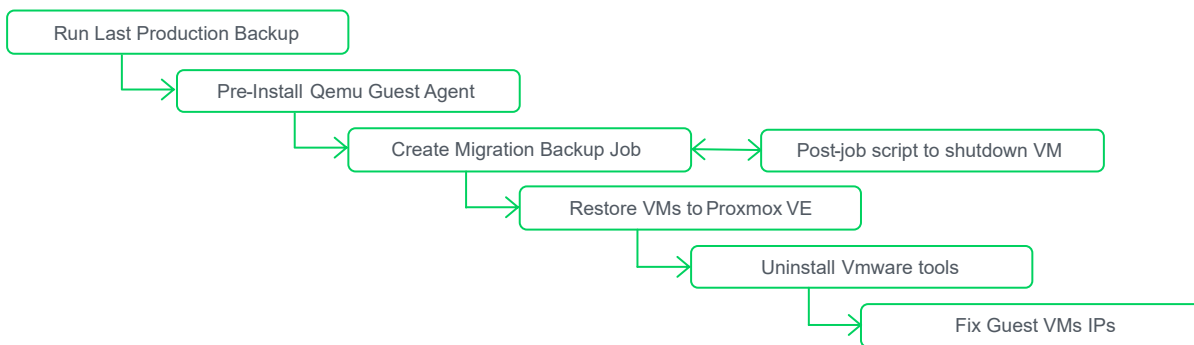 Run Last Production Backup
Pre-Install Qemu Guest Agent
Create Migration Backup Job
Post-job script to shutdown VM
Restore VMs to Proxmox VE
Uninstall Vmware tools
Fix Guest VMs IPs